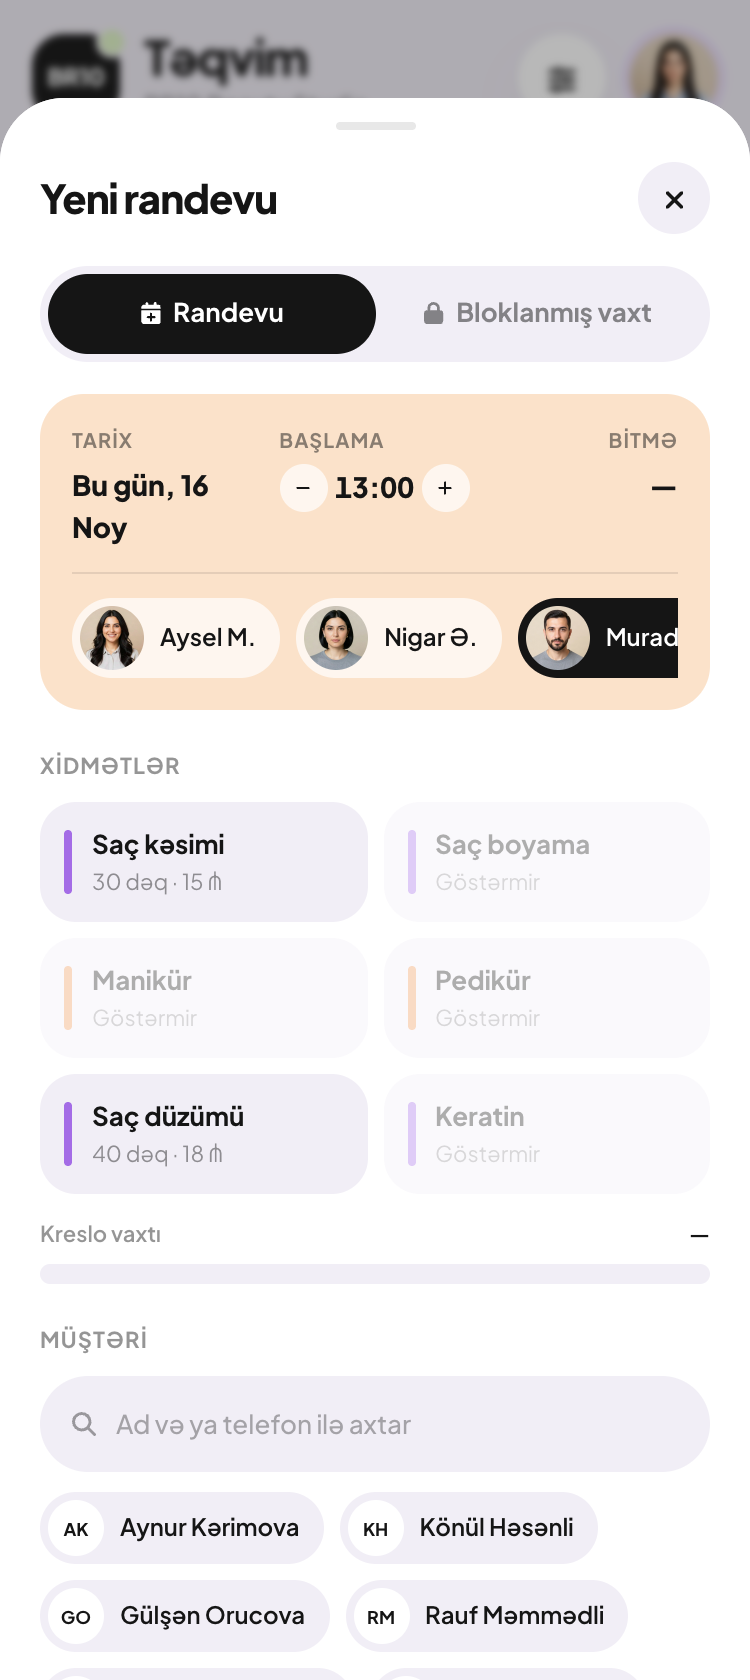 BR10
Təqvim
Yeni randevu
Randevu
Bloklanmış vaxt
TARİX
BAŞLAMA
BİTMƏ
Bu gün, 16
Noy
− 13:00 +
—
Aysel M.
Nigar Ə.
Murad
XİDMƏTLƏR
Saç kəsimi
30 dəq · 15 ₼
Saç boyama
Göstərmir
Manikür
Göstərmir
Pedikür
Göstərmir
Saç düzümü
40 dəq · 18 ₼
Keratin
Göstərmir
Kreslo vaxtı
—
MÜŞTƏRİ
Ad və ya telefon ilə axtar
AK Aynur Kərimova
KH Könül Həsənli
GO Gülşən Orucova
RM Rauf Məmmədli